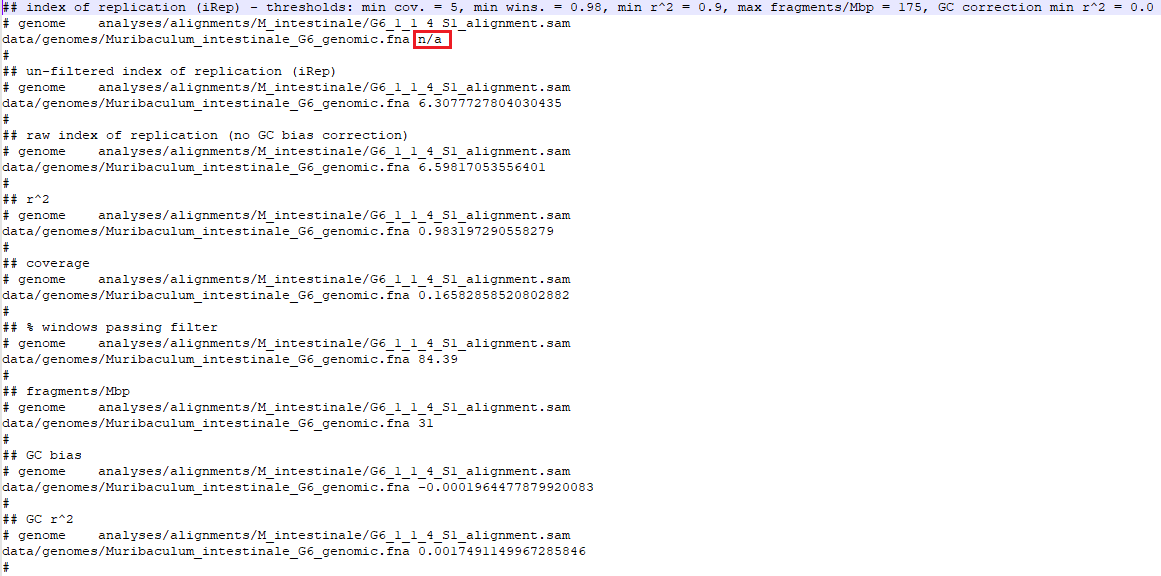 ## index of replication (iRep) - thresholds: min cov. = 5, min wins. = 0.98, min r^2 = 0.9, max fragments/Mbp = 175, GC correction min r^2 = 0.0
# genome    analyses/alignments/M_intestinale/G6_1_1_4_S1_alignment.sam
data/genomes/Muribaculum_intestinale_G6_genomic.fna n/a
#
## un-filtered index of replication (iRep)
# genome    analyses/alignments/M_intestinale/G6_1_1_4_S1_alignment.sam
data/genomes/Muribaculum_intestinale_G6_genomic.fna 6.3077727804030435
#
## raw index of replication (no GC bias correction)
# genome    analyses/alignments/M_intestinale/G6_1_1_4_S1_alignment.sam
data/genomes/Muribaculum_intestinale_G6_genomic.fna 6.59817053556401
#
## r^2
# genome    analyses/alignments/M_intestinale/G6_1_1_4_S1_alignment.sam
data/genomes/Muribaculum_intestinale_G6_genomic.fna 0.983197290558279
#
## coverage
# genome    analyses/alignments/M_intestinale/G6_1_1_4_S1_alignment.sam
data/genomes/Muribaculum_intestinale_G6_genomic.fna 0.16582858520802882
#
## % windows passing filter
# genome    analyses/alignments/M_intestinale/G6_1_1_4_S1_alignment.sam
data/genomes/Muribaculum_intestinale_G6_genomic.fna 84.39
#
## fragments/Mbp
# genome    analyses/alignments/M_intestinale/G6_1_1_4_S1_alignment.sam
data/genomes/Muribaculum_intestinale_G6_genomic.fna 31
#
## GC bias
# genome    analyses/alignments/M_intestinale/G6_1_1_4_S1_alignment.sam
data/genomes/Muribaculum_intestinale_G6_genomic.fna -0.0001964477879920083
#
## GC r^2
# genome    analyses/alignments/M_intestinale/G6_1_1_4_S1_alignment.sam
data/genomes/Muribaculum_intestinale_G6_genomic.fna 0.0017491149967285846
#